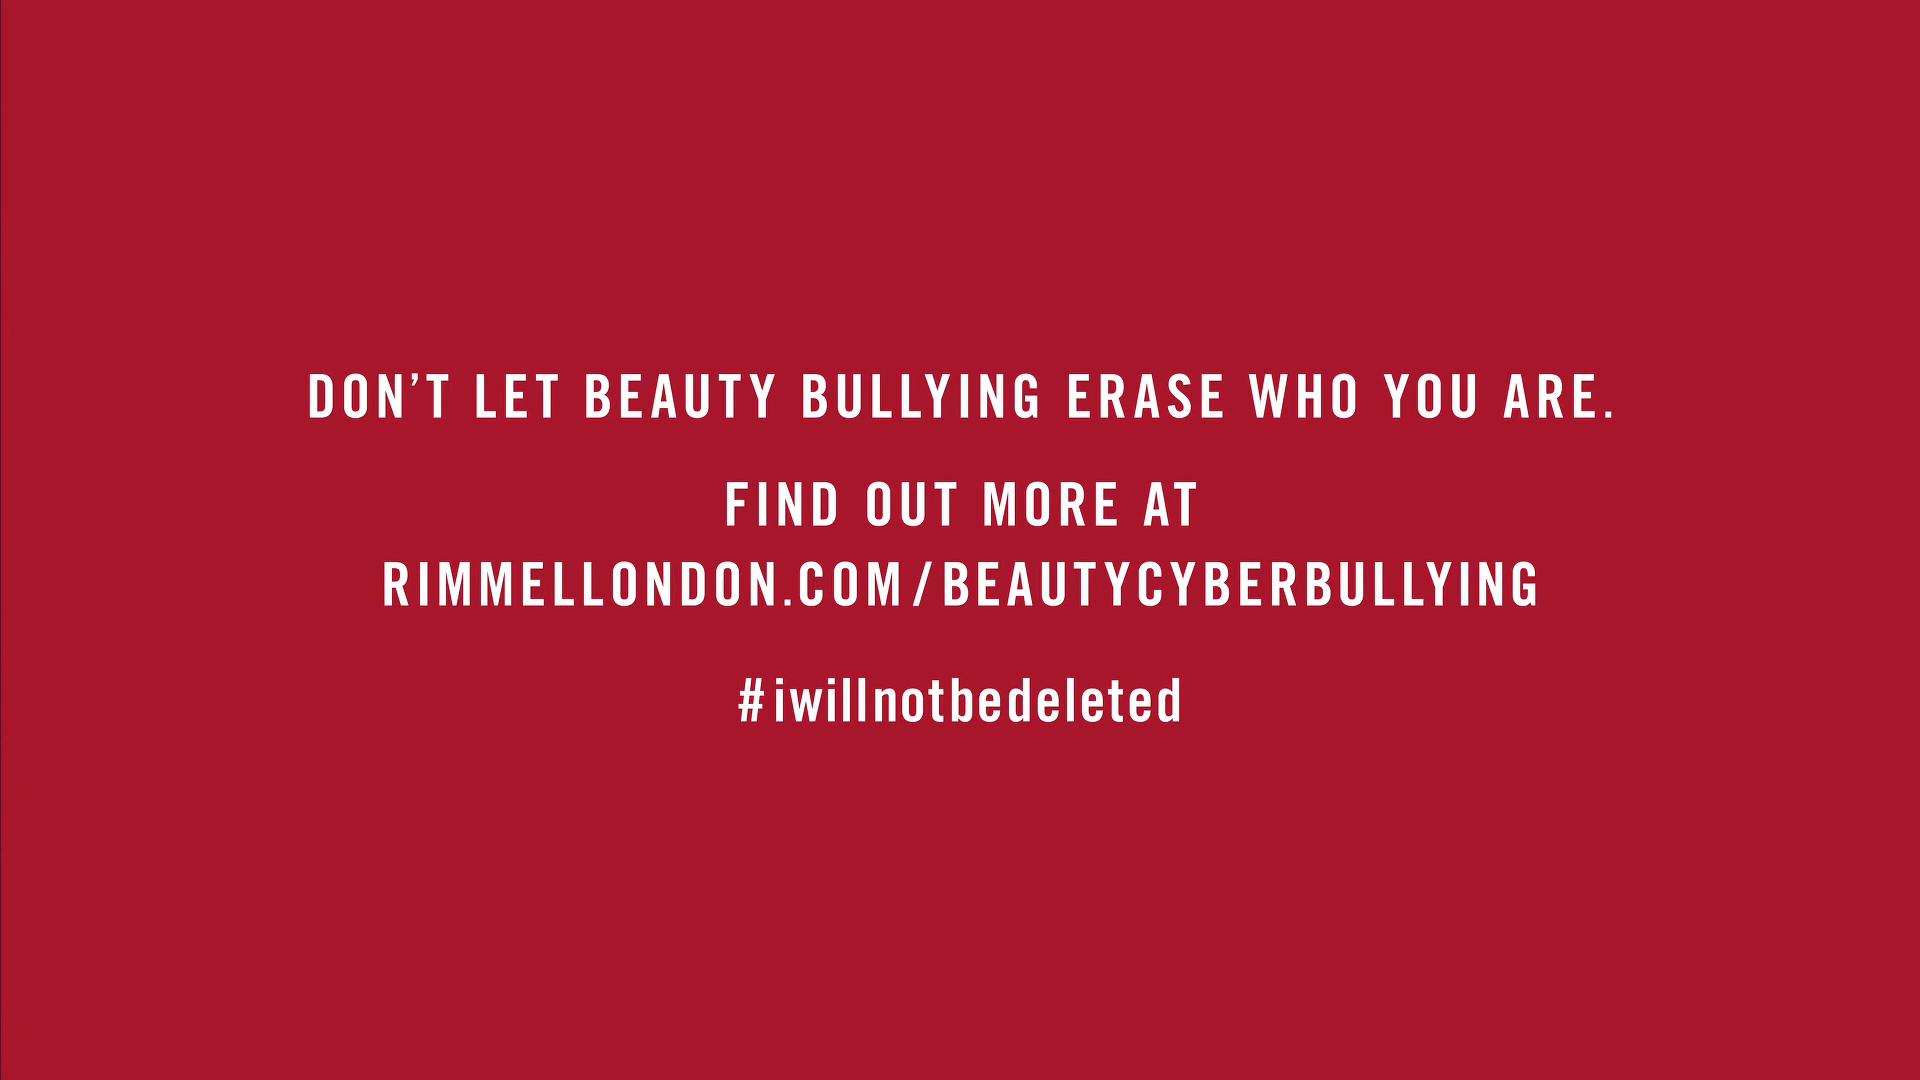 DON’T LET BEAUTY BULLYING ERASE WHO YOU ARE.
FIND OUT MORE AT
RIMMELLONDON.COM/BEAUTYCYBERBULLYING
#iwillnotbedeleted